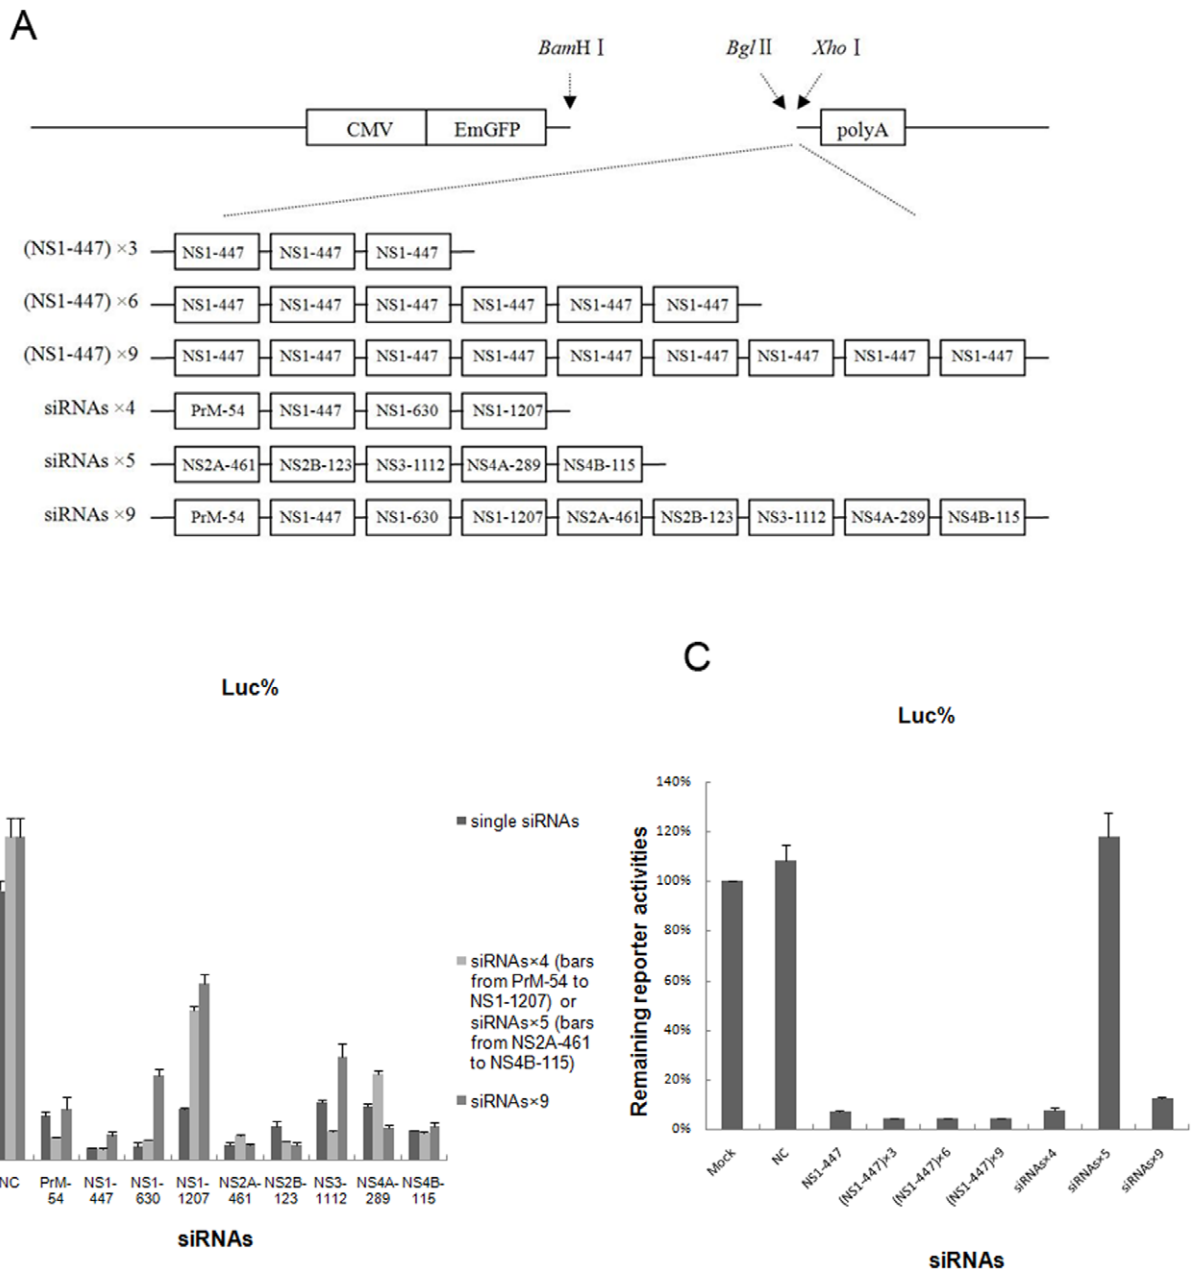 A
BamH Ⅰ
Bgl Ⅱ
Xho Ⅰ
CMV
EmGFP
polyA
(NS1-447) ×3
NS1-447 NS1-447 NS1-447
(NS1-447) ×6
NS1-447 NS1-447 NS1-447 NS1-447 NS1-447 NS1-447
(NS1-447) ×9
NS1-447 NS1-447 NS1-447 NS1-447 NS1-447 NS1-447 NS1-447 NS1-447 NS1-447
siRNAs ×4
PrM-54 NS1-447 NS1-630 NS1-1207
siRNAs ×5
NS2A-461 NS2B-123 NS3-1112 NS4A-289 NS4B-115
siRNAs ×9
PrM-54 NS1-447 NS1-630 NS1-1207 NS2A-461 NS2B-123 NS3-1112 NS4A-289 NS4B-115
Luc%
single siRNAs
siRNAs×4 (bars
from PrM-54 to
NS1-1207) or
siRNAs×5 (bars
from NS2A-461
to NS4B-115)
siRNAs×9
NC PrM- NS1- NS1- NS1- NS2A- NS2B- NS3- NS4A- NS4B-
54 447 630 1207 461 123 1112 289 115
siRNAs
C
Luc%
Remaining reporter activities
140%
120%
100%
80%
60%
40%
20%
0%
Mock
NC
NS1-447
(NS1-447)×3
(NS1-447)×6
(NS1-447)×9
siRNAs×4
siRNAs×5
siRNAs×9
siRNAs